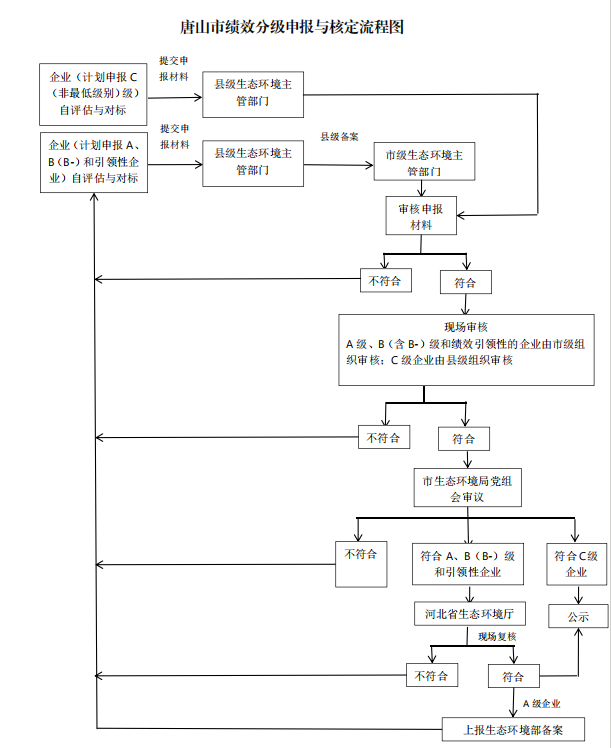 唐山市绩效分级申报与核定流程图
企业（计划申报 C
（非最低级别）级）
自评估与对标
提交申
报材料
县级生态环境主
管部门
企业（计划申报 A、
B（B-）和引领性企
业）自评估与对标
提交申
报材料
县级生态环境主
管部门
县级备案
市级生态环境主
管部门
审核申报
材料
不符合
符合
现场审核
A 级、B（含 B-）级和绩效引领性的企业由市级组
织审核；C 级企业由县级组织审核
不符合
符合
市生态环境局党组
会审议
不符合
符合 A、B（B-）级
和引领性企业
符合 C 级
企业
河北省生态环境厅
公示
现场复核
不符合
符合
A 级企业
上报生态环境部备案